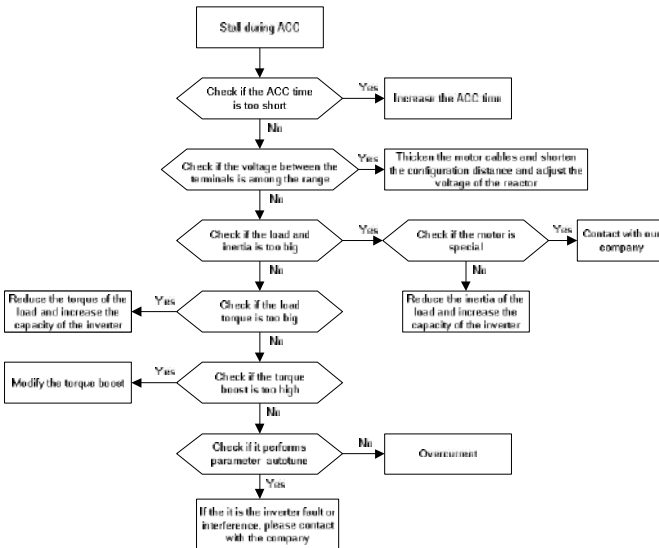 Stall during ACC
Check if the ACC time
is too short
Yes
Increase the ACC time
No
Check if the voltage between the
terminals is among the range
Yes
Thicken the motor cables and shorten
the configuration distance and adjust the
voltage of the reactor
No
Check if the load and
inertia is too big
Yes
Check if the motor is
special
Yes
Contact with our
company
No
No
Reduce the torque of the
load and increase the
capacity of the inverter
Yes
Check if the load
torque is too big
Reduce the inertia of the
load and increase the
capacity of the inverter
No
Modify the torque boost
Yes
Check if the torque
boost is too high
No
Check if it performs
parameter autotune
No
Overcurrent
Yes
If the it is the inverter fault or
interference, please contact
with the company